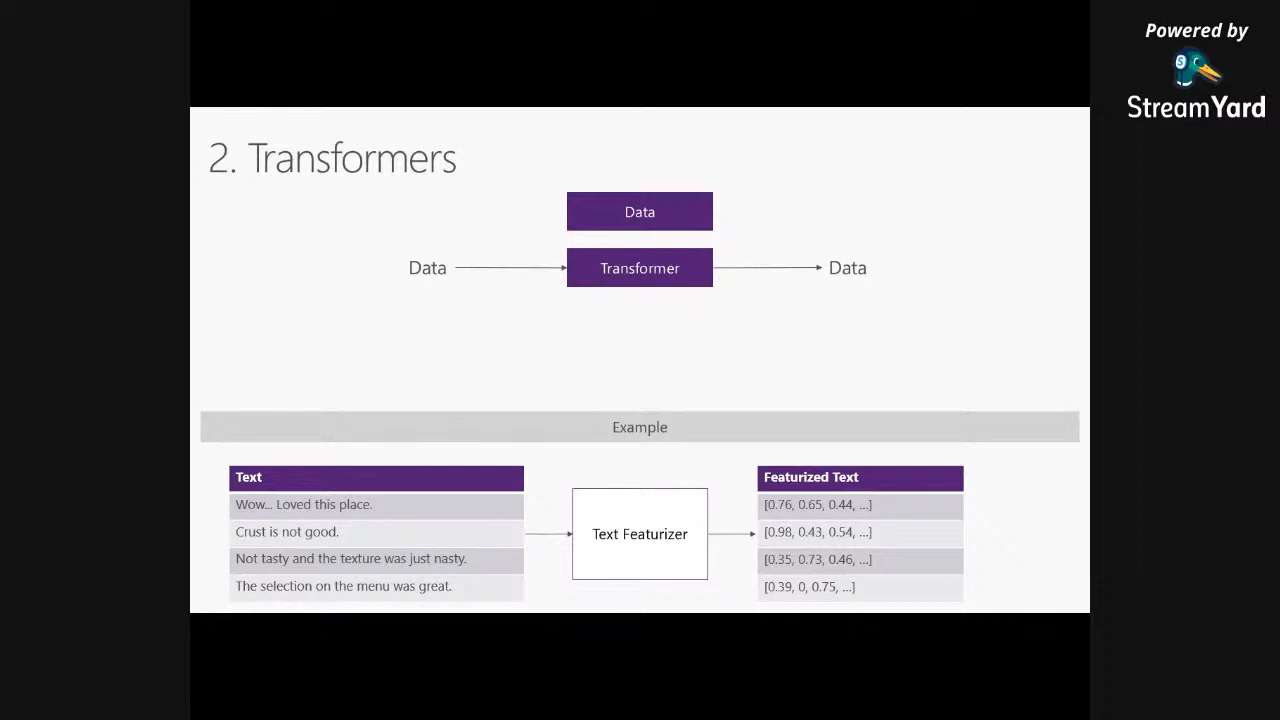 Powered by
StreamYard
2. Transformers
Data
Data
Transformer
Data
Example
Text
Wow... Loved this place.
Crust is not good.
Not tasty and the texture was just nasty.
The selection on the menu was great.
Text Featurizer
Featurized Text
[0.76, 0.65, 0.44, ...]
[0.98, 0.43, 0.54, ...]
[0.35, 0.73, 0.46, ...]
[0.39, 0, 0.75, ...]